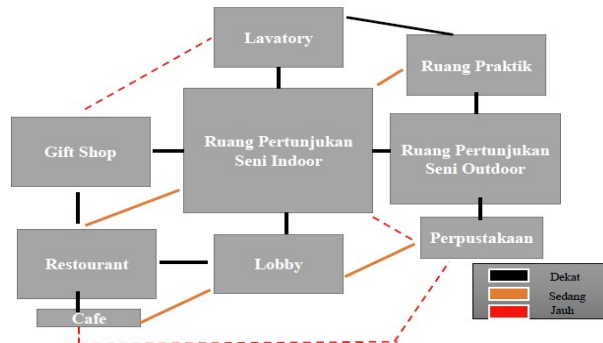 Lavatory
Ruang Praktik
Ruang Pertunjukan
Seni Indoor
Gift Shop
Ruang Pertunjukan
Seni Outdoor
Perpustakaan
Restourant
Lobby
Cafe
Dekat
Sedang
Jauh